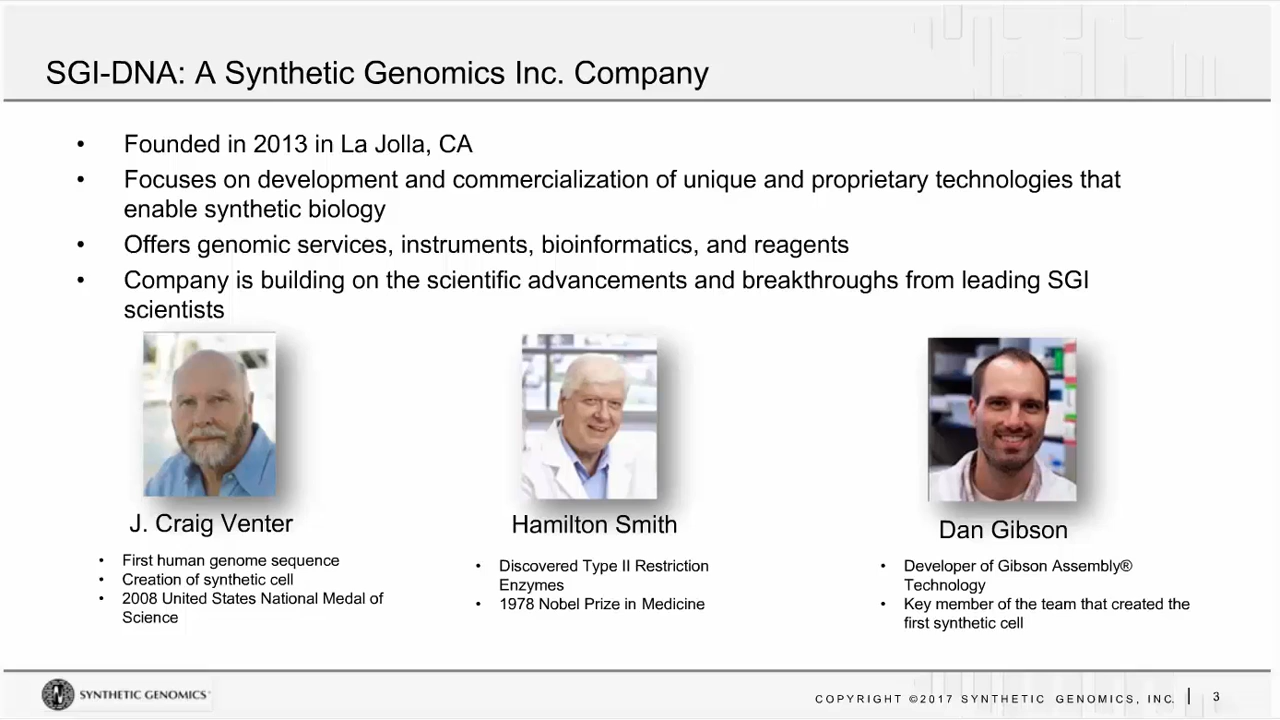 SGI-DNA: A Synthetic Genomics Inc. Company
• Founded in 2013 in La Jolla, CA
• Focuses on development and commercialization of unique and proprietary technologies that
enable synthetic biology
• Offers genomic services, instruments, bioinformatics, and reagents
• Company is building on the scientific advancements and breakthroughs from leading SGI
scientists
J. Craig Venter
• First human genome sequence
• Creation of synthetic cell
• 2008 United States National Medal of
Science
Hamilton Smith
• Discovered Type II Restriction
Enzymes
• 1978 Nobel Prize in Medicine
Dan Gibson
• Developer of Gibson Assembly®
Technology
• Key member of the team that created the
first synthetic cell
SYNTHETIC GENOMICS
COPYRIGHT ©2017 SYNTHETIC GENOMICS, INC. | 3